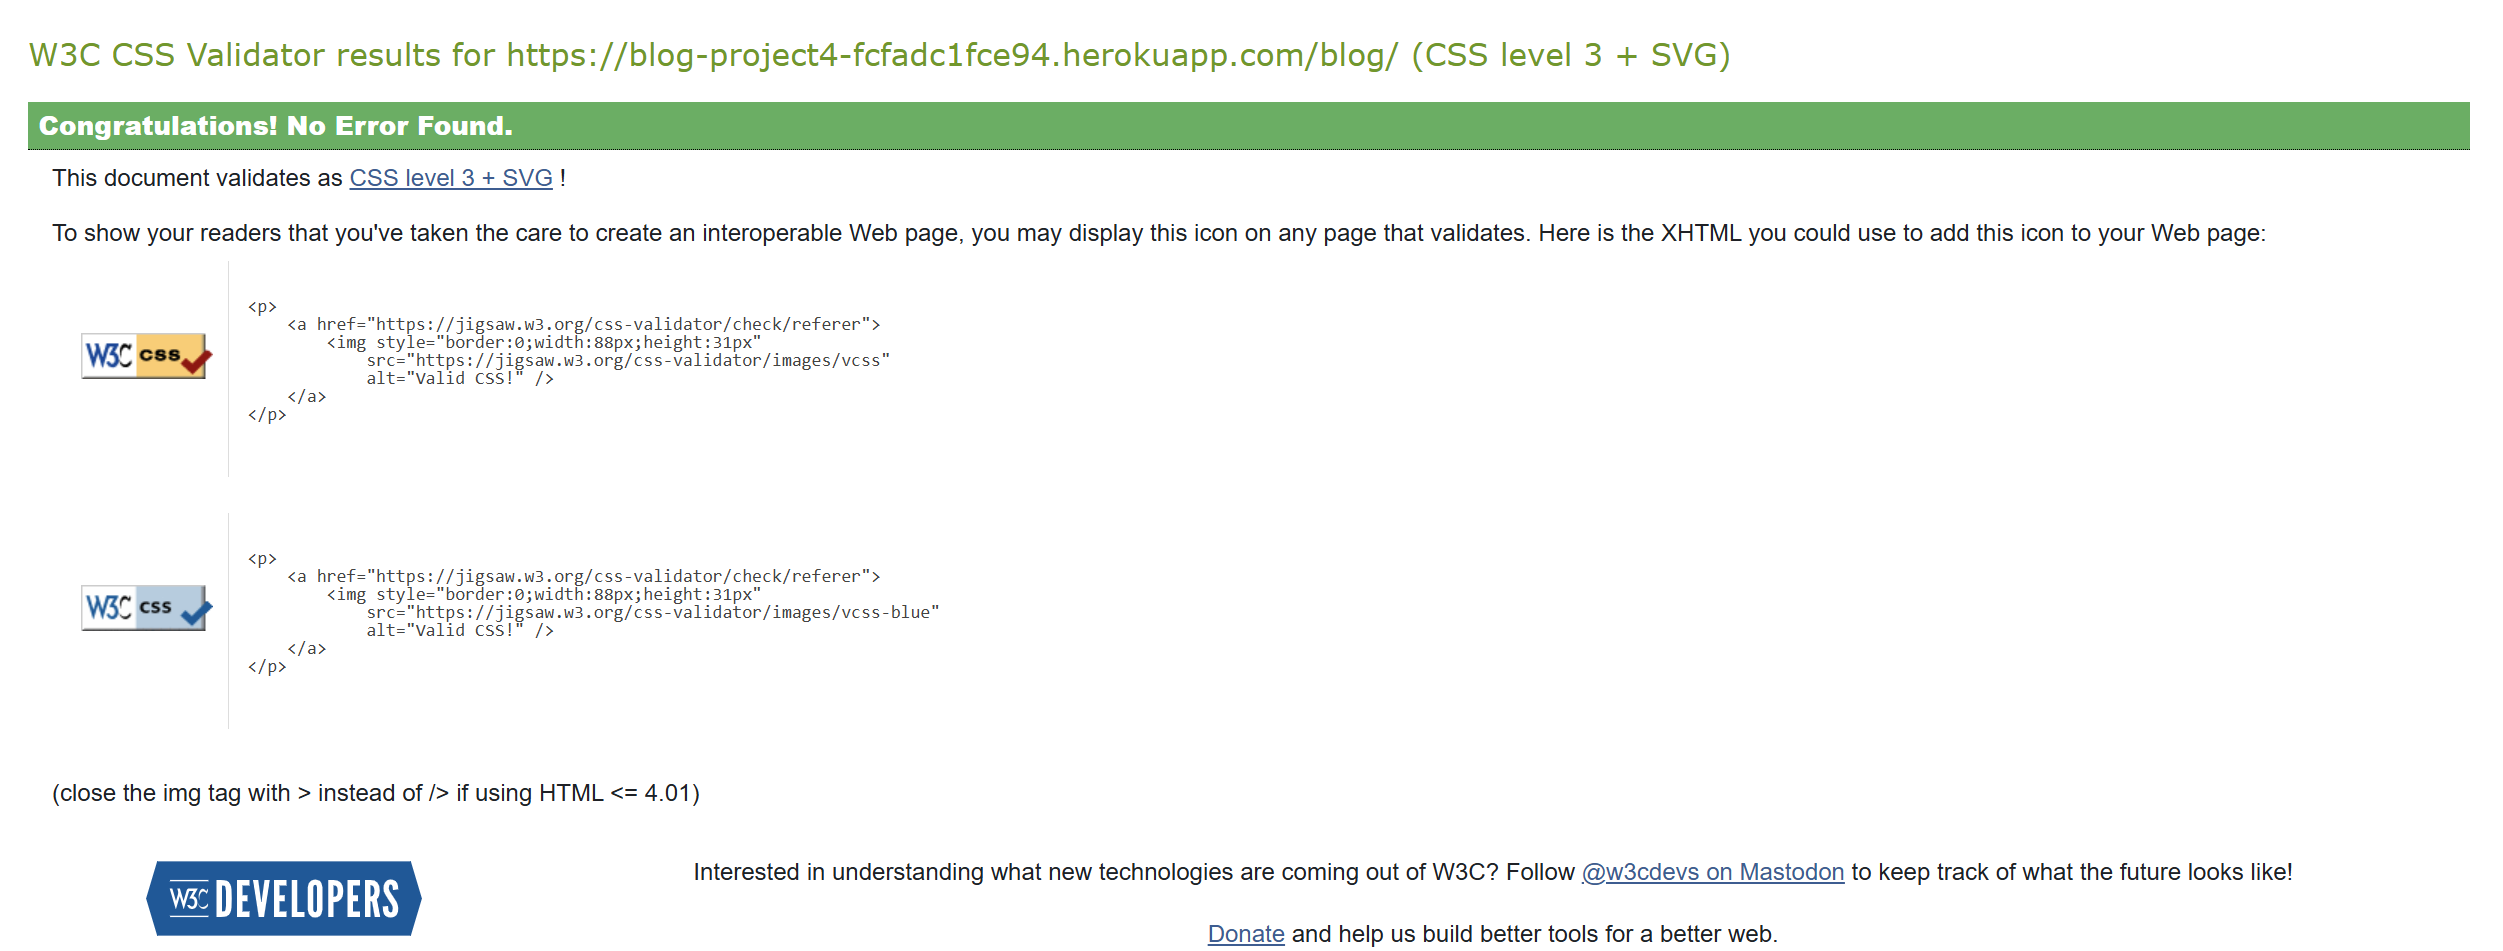 W3C CSS Validator results for https://blog-project4-fcfadc1fce94.herokuapp.com/blog/ (CSS level 3 + SVG)
Congratulations! No Error Found.
This document validates as CSS level 3 + SVG !
To show your readers that you've taken the care to create an interoperable Web page, you may display this icon on any page that validates. Here is the XHTML you could use to add this icon to your Web page:
W3C css
<p>
    <a href="https://jigsaw.w3.org/css-validator/check/referer">
        <img style="border:0;width:88px;height:31px"
            src="https://jigsaw.w3.org/css-validator/images/vcss"
            alt="Valid CSS!" />
    </a>
</p>
W3C css
<p>
    <a href="https://jigsaw.w3.org/css-validator/check/referer">
        <img style="border:0;width:88px;height:31px"
            src="https://jigsaw.w3.org/css-validator/images/vcss-blue"
            alt="Valid CSS!" />
    </a>
</p>
(close the img tag with > instead of /> if using HTML <= 4.01)
W3C DEVELOPERS
Interested in understanding what new technologies are coming out of W3C? Follow @w3cdevs on Mastodon to keep track of what the future looks like!
Donate and help us build better tools for a better web.